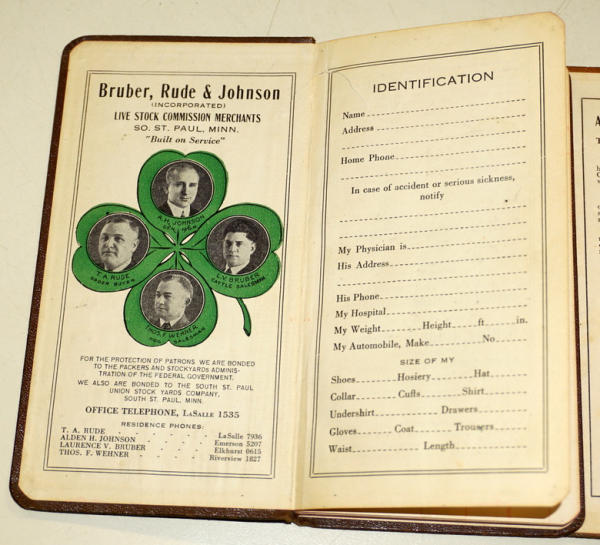 Bruber, Rude & Johnson
(INCORPORATED)
LIVE STOCK COMMISSION MERCHANTS
SO. ST. PAUL, MINN.
"Built on Service"
A. H. JOHNSON
T. A. RUDE
ORDER BUYER
L.V. BRUBER
CATTLE SALESMAN
THOS. F. WEHNER
HOG SALESMAN
FOR THE PROTECTION OF PATRONS WE ARE BONDED
TO THE PACKERS AND STOCKYARDS ADMINIS-
TRATION OF THE FEDERAL GOVERNMENT.
WE ALSO ARE BONDED TO THE SOUTH ST. PAUL
UNION STOCK YARDS COMPANY,
SOUTH ST. PAUL, MINN.
OFFICE TELEPHONE, LASALLE 1535
RESIDENCE PHONES:
T. A. RUDE LaSalle 7936
ALDEN H. JOHNSON Emerson 5207
LAURENCE V. BRUBER Elkhurst 0615
THOS. F. WEHNER Riverview 1827
IDENTIFICATION
Name
Address
Home Phone
In case of accident or serious sickness,
notify
My Physician is
His Address
His Phone
My Hospital
My Weight Height ft in.
My Automobile, Make No
SIZE OF MY
Shoes Hosiery Hat
Collar Cuffs Shirt
Undershirt Drawers
Gloves Coat Trousers
Waist Length